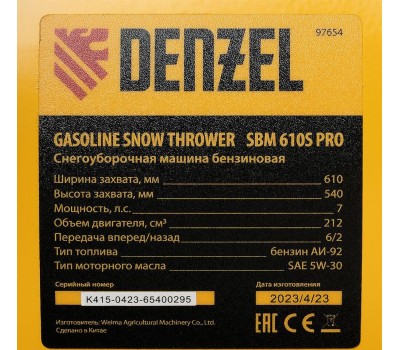 97654
DENZEL
GASOLINE SNOW THROWER SBM 610S PRO
Снегоуборочная машина бензиновая
Ширина захвата, мм 610
Высота захвата, мм 540
Мощность, л.с. 7
Объем двигателя, см³ 212
Передача вперед/назад 6/2
Тип топлива бензин АИ-92
Тип моторного масла SAE 5W-30
Серийный номер Дата изготовления
K415-0423-65400295 2023/4/23
Изготовитель: Weima Agricultural Machinery Co., Ltd.
Сделано в Китае
EAC CE